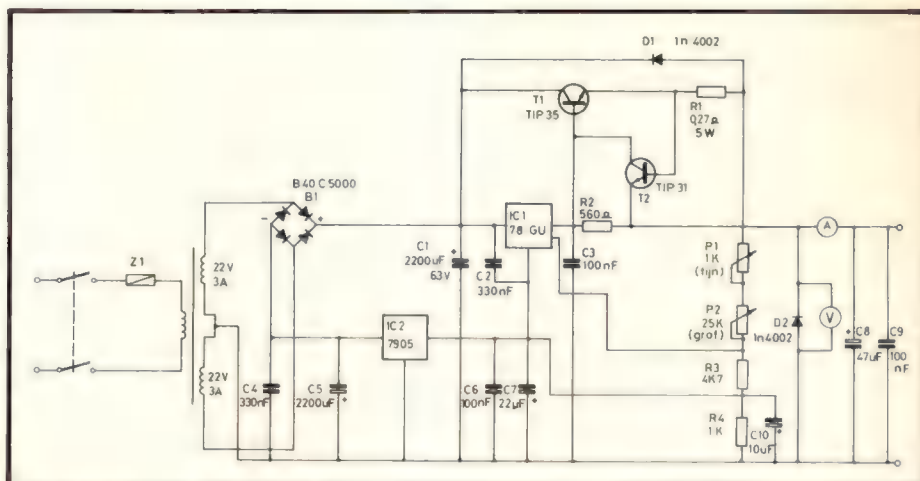 D1 1n 4002
T1
TIP 35
R1
0,27Ω
5W
TIP 31
T2
B40C5000
B1
-
+
IC1
78 GU
R2
560Ω
Z1
22V
3A
C1
2200uF
63V
+
C2
330nF
C3
100nF
P1
1K
(fijn)
A
P2
25K
(grof)
D2
1n4002
V
IC2
7905
R3
4K7
C8
47uF
+
C9
100
nF
22V
3A
C4
330nF
C5
2200uF
+
C6
100nF
C7
22µF
+
R4
1K
C10
10uF
+